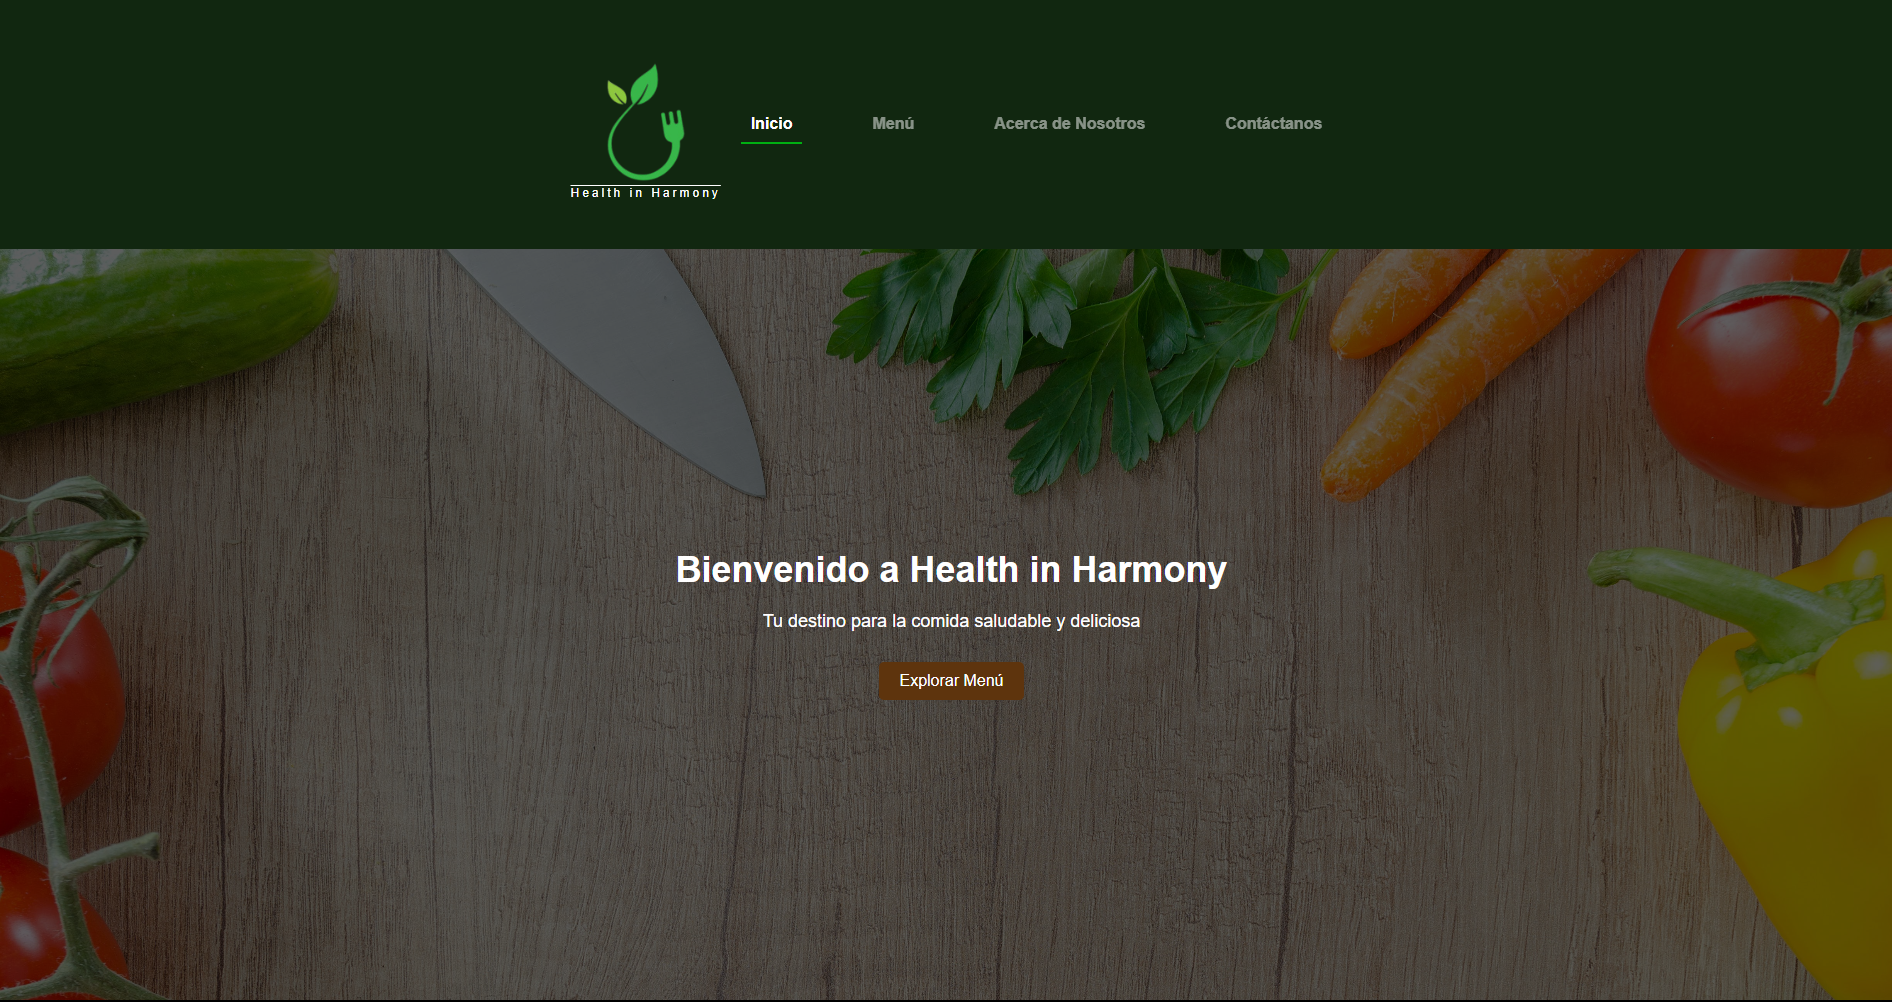 Health in Harmony
Inicio
Menú
Acerca de Nosotros
Contáctanos
Bienvenido a Health in Harmony
Tu destino para la comida saludable y deliciosa
Explorar Menú